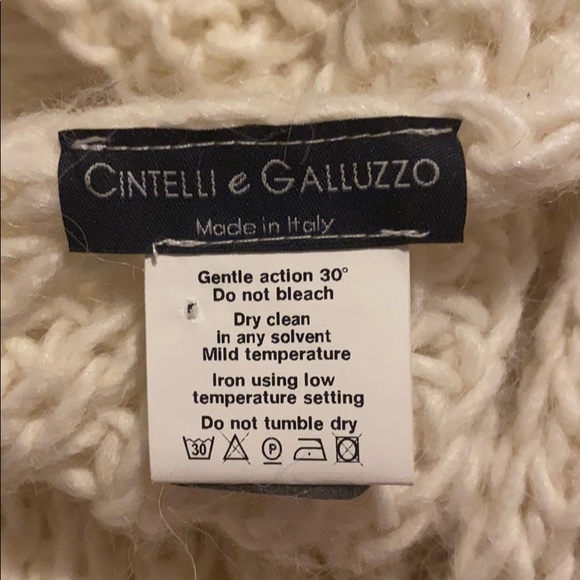 CINTELLI e GALLUZZO
Made in Italy
Gentle action 30°
Do not bleach
Dry clean
in any solvent
Mild temperature
Iron using low
temperature setting
Do not tumble dry
30 P